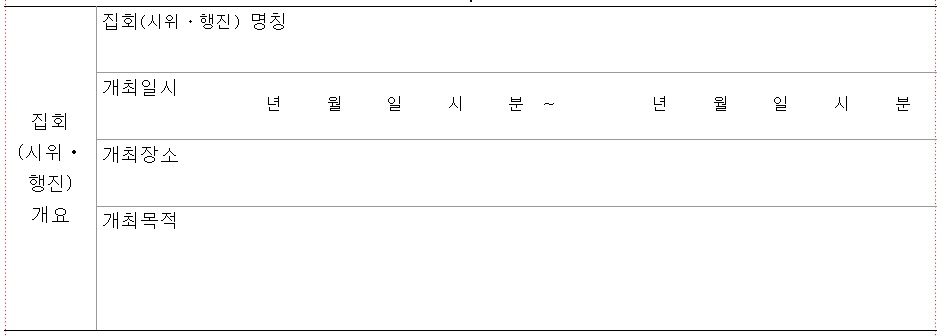 집회(시위ㆍ행진) 명칭
개최일시
년 월 일 시 분 ~ 년 월 일 시 분
집회
(시위ㆍ
행진)
개요
개최장소
개최목적